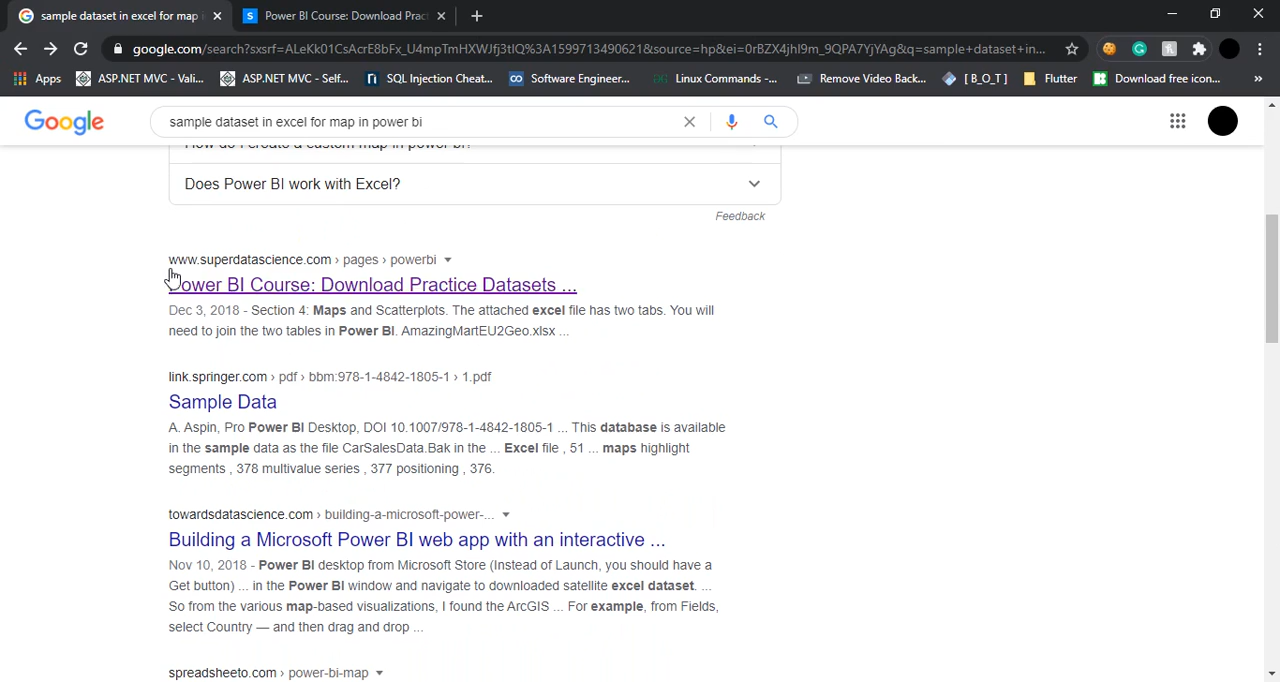 sample dataset in excel for map
Power BI Course: Download Prac
google.com/search?sxsrf=ALeKk01CsAcrE8bFx_U4mpTmHXWJfj3tIQ%3A1599713490621&source=hp&ei=0rBZX4jhI9m_9QPA7YjYAg&q=sample+dataset+in...
Apps ASP.NET MVC - Vali... ASP.NET MVC - Self... SQL Injection Cheat... Software Engineer... Linux Commands -... Remove Video Back... [ B_O_T ] Flutter Download free icon... »
Google sample dataset in excel for map in power bi
How do I create a custom map in power bi?
Does Power BI work with Excel?
Feedback
www.superdatascience.com › pages › powerbi
Power BI Course: Download Practice Datasets ...
Dec 3, 2018 - Section 4: Maps and Scatterplots. The attached excel file has two tabs. You will
need to join the two tables in Power BI. AmazingMartEU2Geo.xlsx ...
link.springer.com › pdf › bbm:978-1-4842-1805-1 › 1.pdf
Sample Data
A. Aspin, Pro Power BI Desktop, DOI 10.1007/978-1-4842-1805-1 ... This database is available
in the sample data as the file CarSalesData.Bak in the ... Excel file , 51 ... maps highlight
segments , 378 multivalue series , 377 positioning , 376.
towardsdatascience.com › building-a-microsoft-power-...
Building a Microsoft Power BI web app with an interactive ...
Nov 10, 2018 - Power BI desktop from Microsoft Store (Instead of Launch, you should have a
Get button) ... in the Power BI window and navigate to downloaded satellite excel dataset. ...
So from the various map-based visualizations, I found the ArcGIS ... For example, from Fields,
select Country — and then drag and drop ...
spreadsheeto.com › power-bi-map